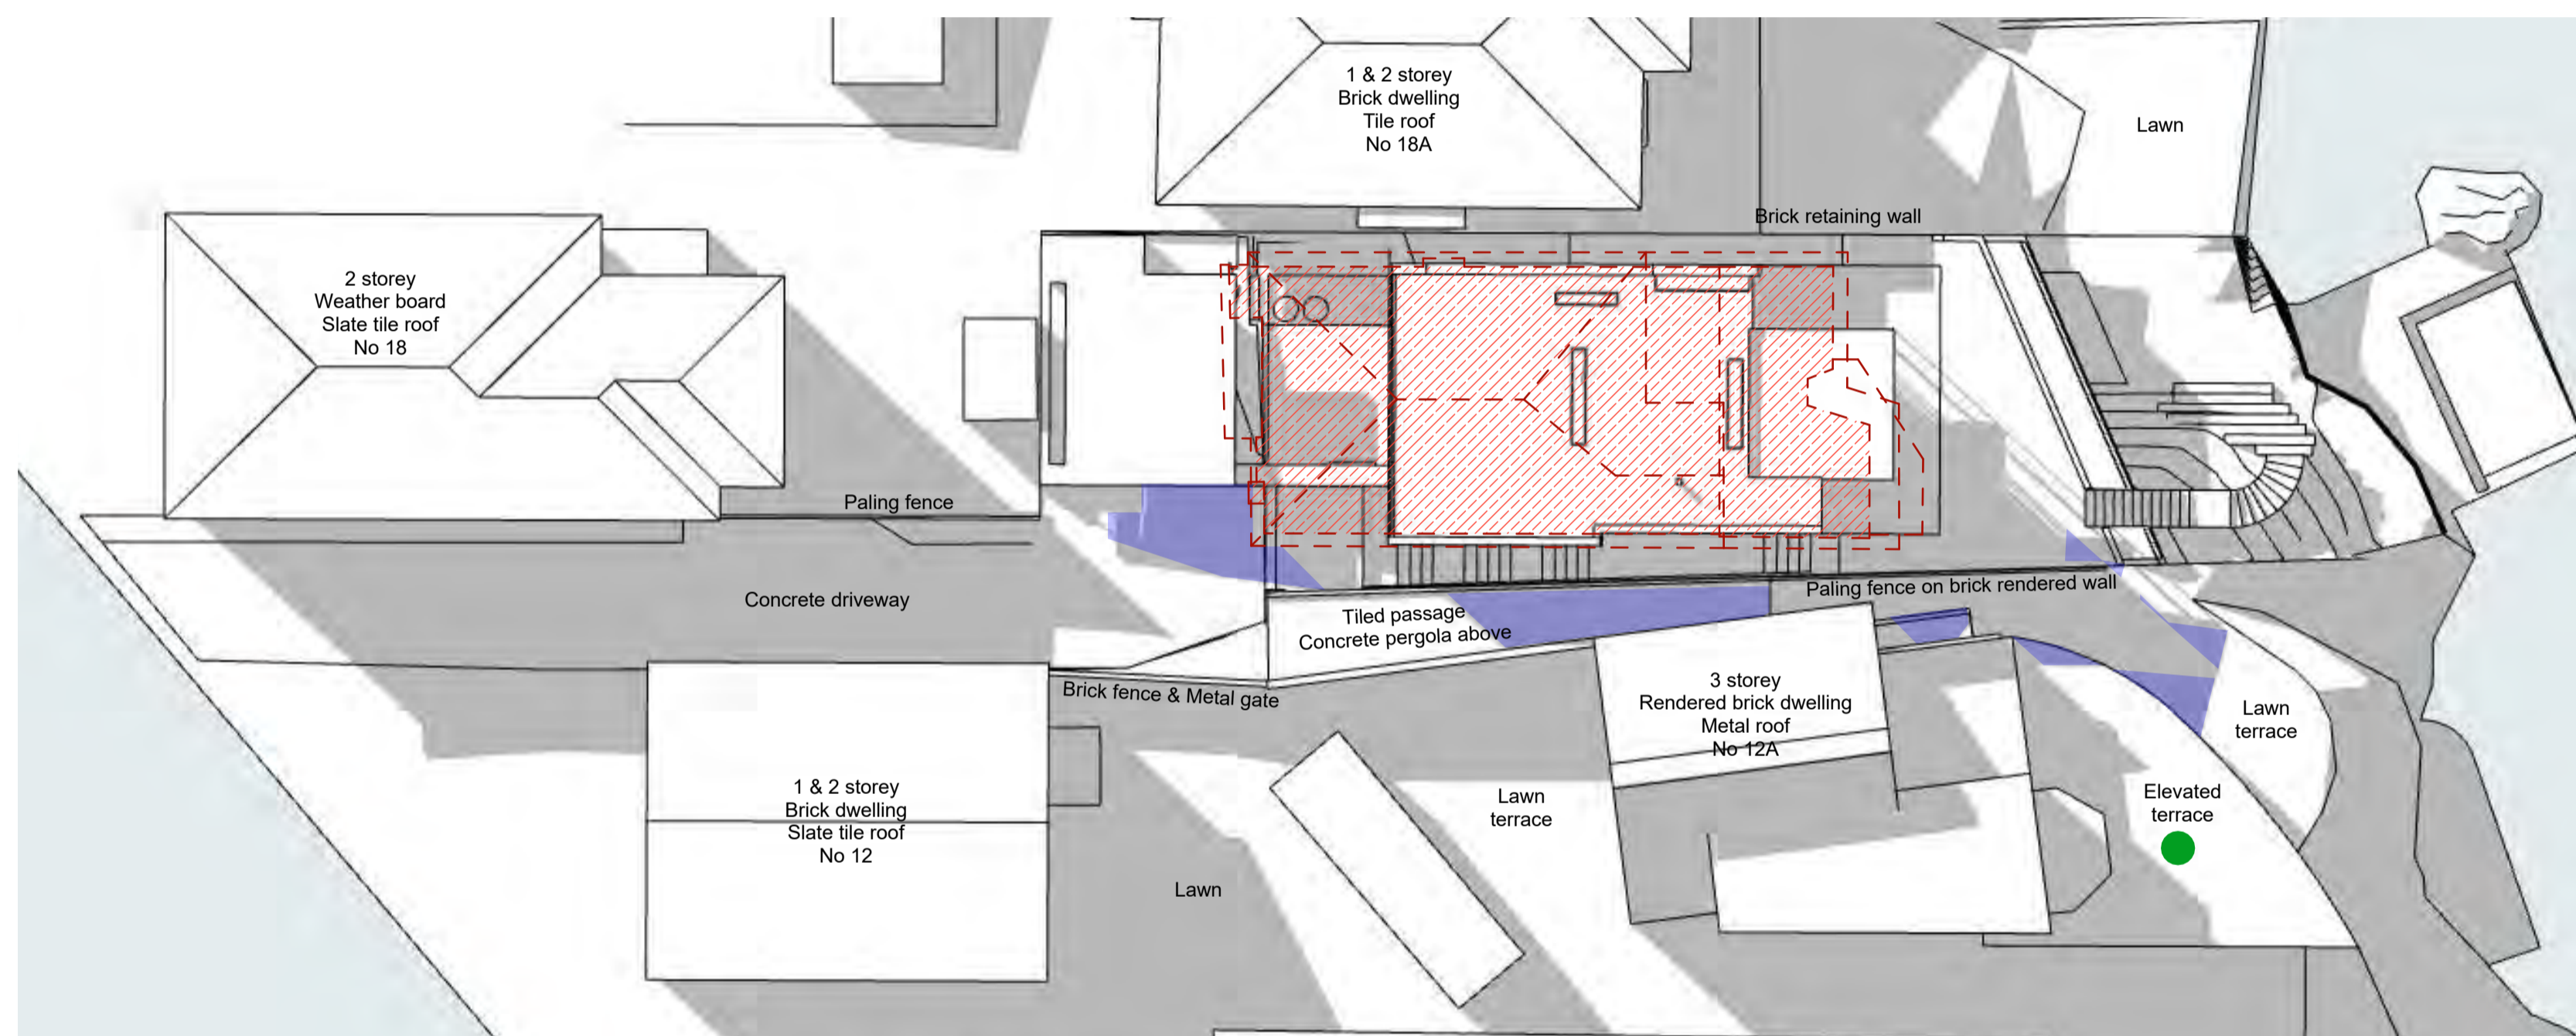 1 & 2 storey
Brick dwelling
Tile roof
No 18A
Lawn
Brick retaining wall
2 storey
Weather board
Slate tile roof
No 18
Paling fence
Concrete driveway
Tiled passage
Concrete pergola above
Paling fence on brick rendered wall
Brick fence & Metal gate
3 storey
Rendered brick dwelling
Metal roof
No 12A
Lawn
terrace
1 & 2 storey
Brick dwelling
Slate tile roof
No 12
Lawn
terrace
Elevated
terrace
Lawn